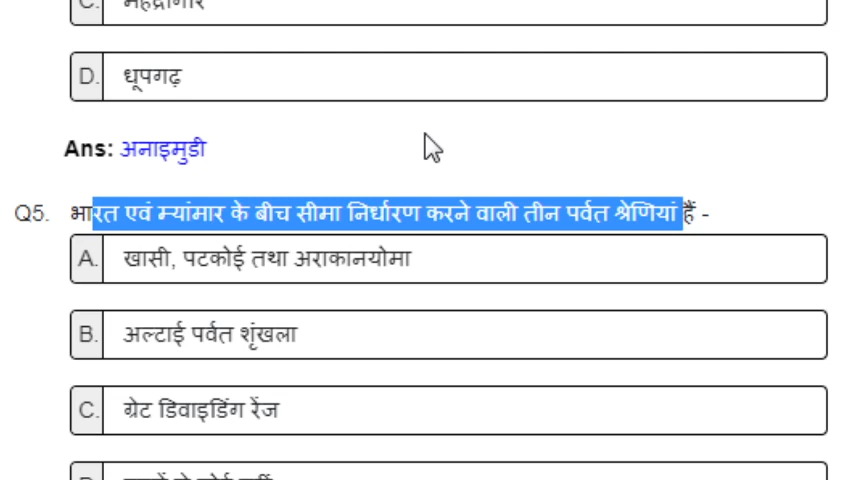 C.
D. धूपगढ़
Ans: अनाइमुडी
Q5. भारत एवं म्यांमार के बीच सीमा निर्धारण करने वाली तीन पर्वत श्रेणियां हैं -
A. खासी, पटकोई तथा अराकानयोमा
B. अल्टाई पर्वत शृंखला
C. ग्रेट डिवाइडिंग रेंज